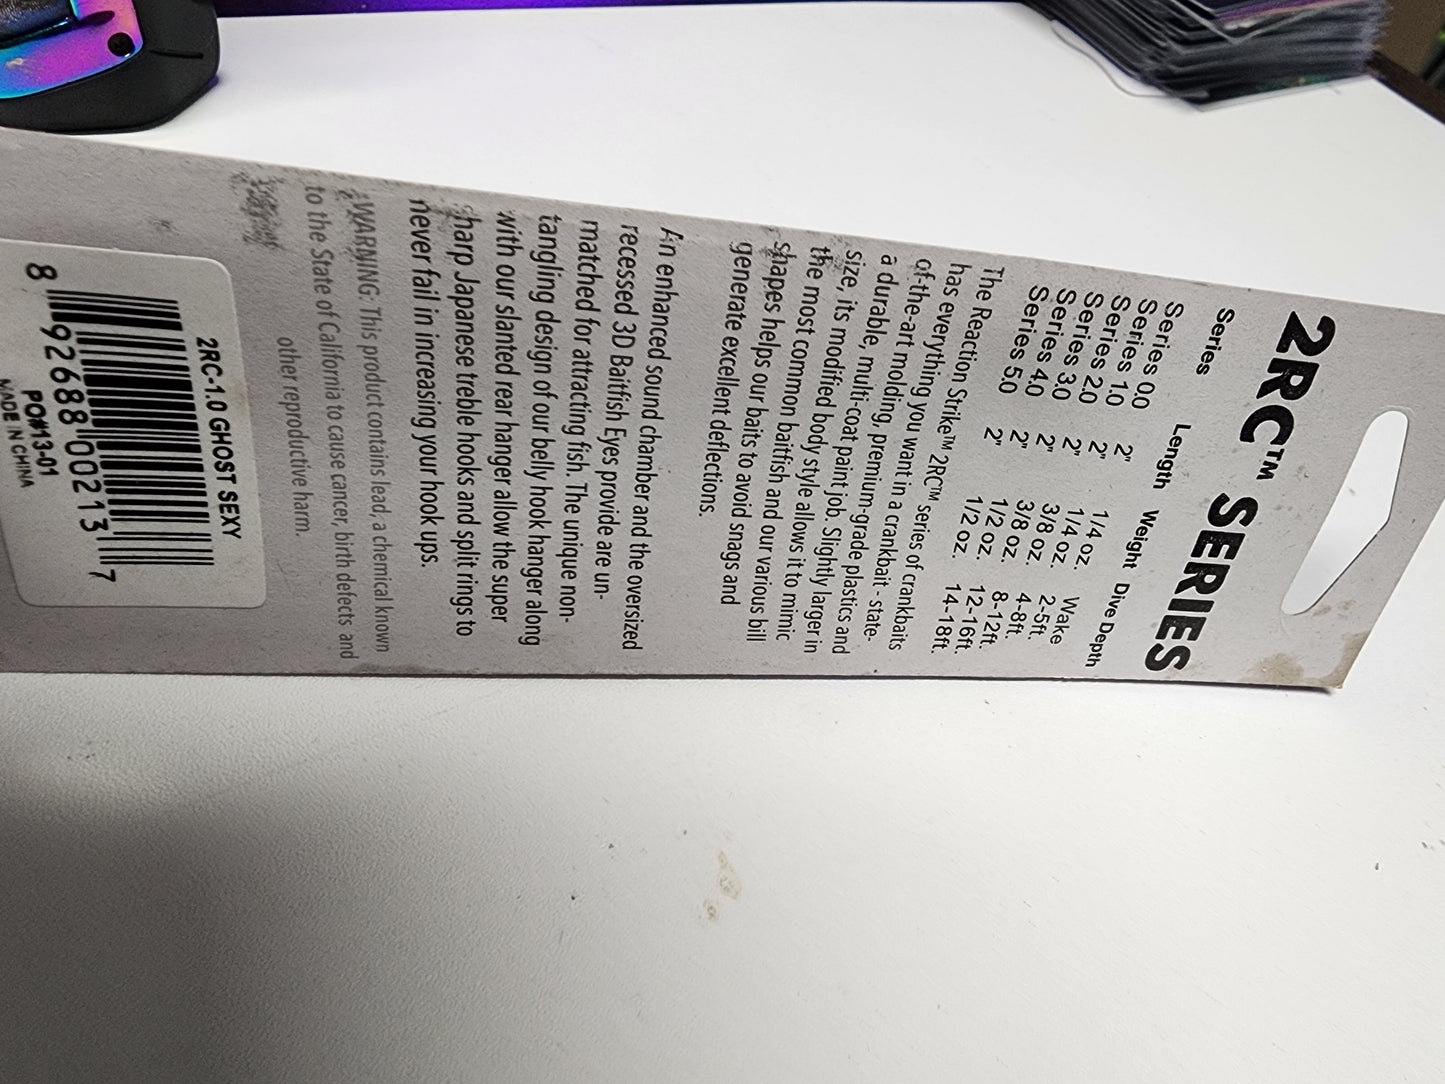 2RC™ SERIES
Series Length Weight Dive Depth
Series 0.0 2" 1/4 oz. Wake
Series 1.0 2" 1/4 oz. 2-5ft.
Series 2.0 2" 3/8 oz. 4-8ft.
Series 3.0 2" 3/8 oz. 8-12ft.
Series 4.0 2" 1/2 oz. 12-16ft.
Series 5.0 2" 1/2 oz. 14-18ft.
The Reaction Strike™ 2RC™ series of crankbaits
has everything you want in a crankbait - state-
of-the-art molding, premium-grade plastics and
a durable, multi-coat paint job. Slightly larger in
size, its modified body style allows it to mimic
the most common baitfish and our various bill
shapes helps our baits to avoid snags and
generate excellent deflections.
An enhanced sound chamber and the oversized
recessed 3D Baitfish Eyes provide are un-
matched for attracting fish. The unique non-
tangling design of our belly hook hanger along
with our slanted rear hanger allow the super
sharp Japanese treble hooks and split rings to
never fail in increasing your hook ups.
WARNING: This product contains lead, a chemical known
to the State of California to cause cancer, birth defects and
other reproductive harm.
2RC-1.0 GHOST SEXY
8 92688 00213 7
PO#13-01
MADE IN CHINA